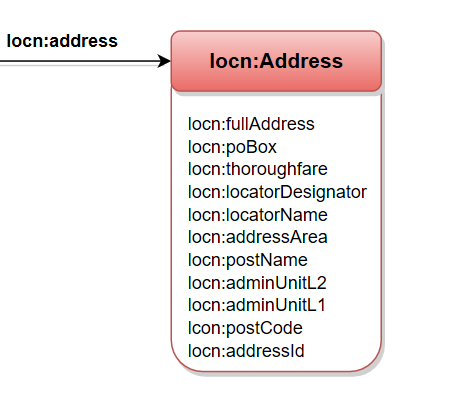 locn:address
locn:Address
locn:fullAddress
locn:poBox
locn:thoroughfare
locn:locatorDesignator
locn:locatorName
locn:addressArea
locn:postName
locn:adminUnitL2
locn:adminUnitL1
lcon:postCode
locn:addressId